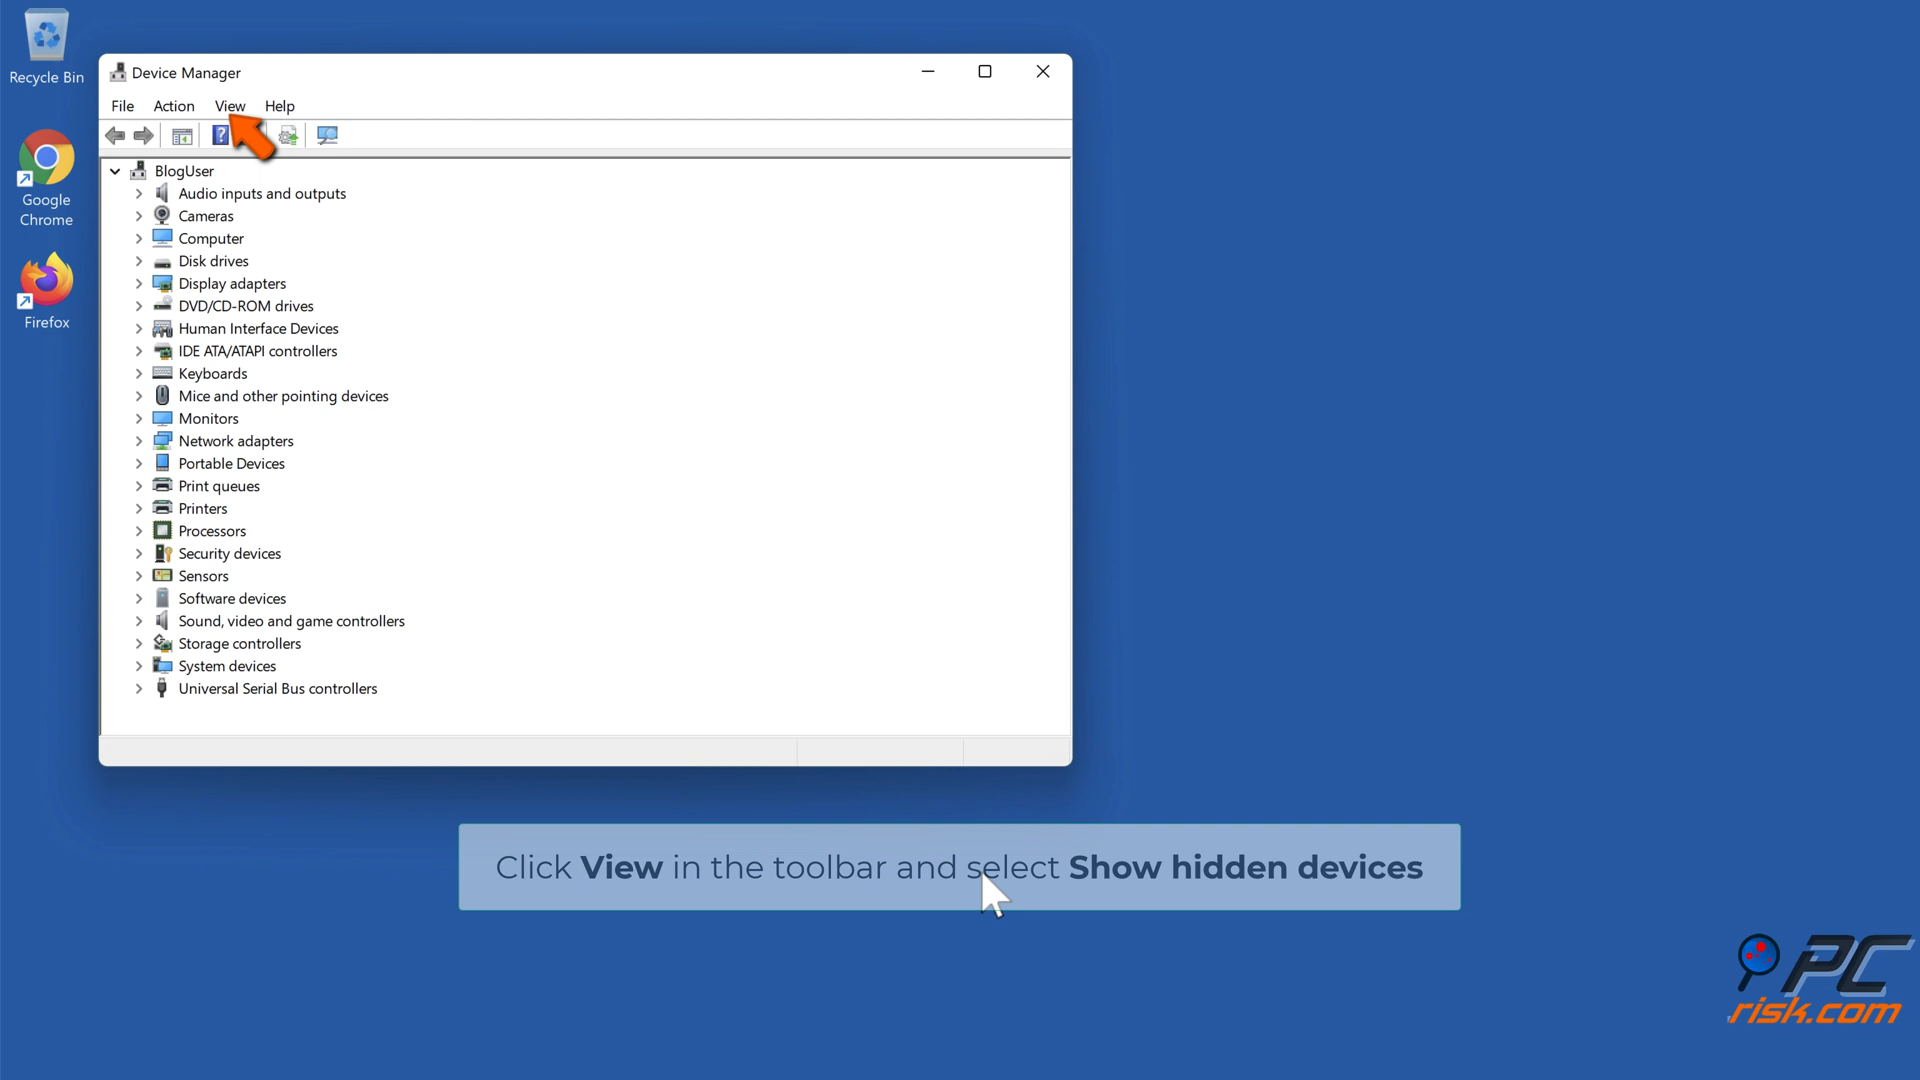 Recycle Bin
Google
Chrome
Firefox
Device Manager
File Action View Help
?
BlogUser
Audio inputs and outputs
Cameras
Computer
Disk drives
Display adapters
DVD/CD-ROM drives
Human Interface Devices
IDE ATA/ATAPI controllers
Keyboards
Mice and other pointing devices
Monitors
Network adapters
Portable Devices
Print queues
Printers
Processors
Security devices
Sensors
Software devices
Sound, video and game controllers
Storage controllers
System devices
Universal Serial Bus controllers
Click View in the toolbar and select Show hidden devices
PC
risk.com